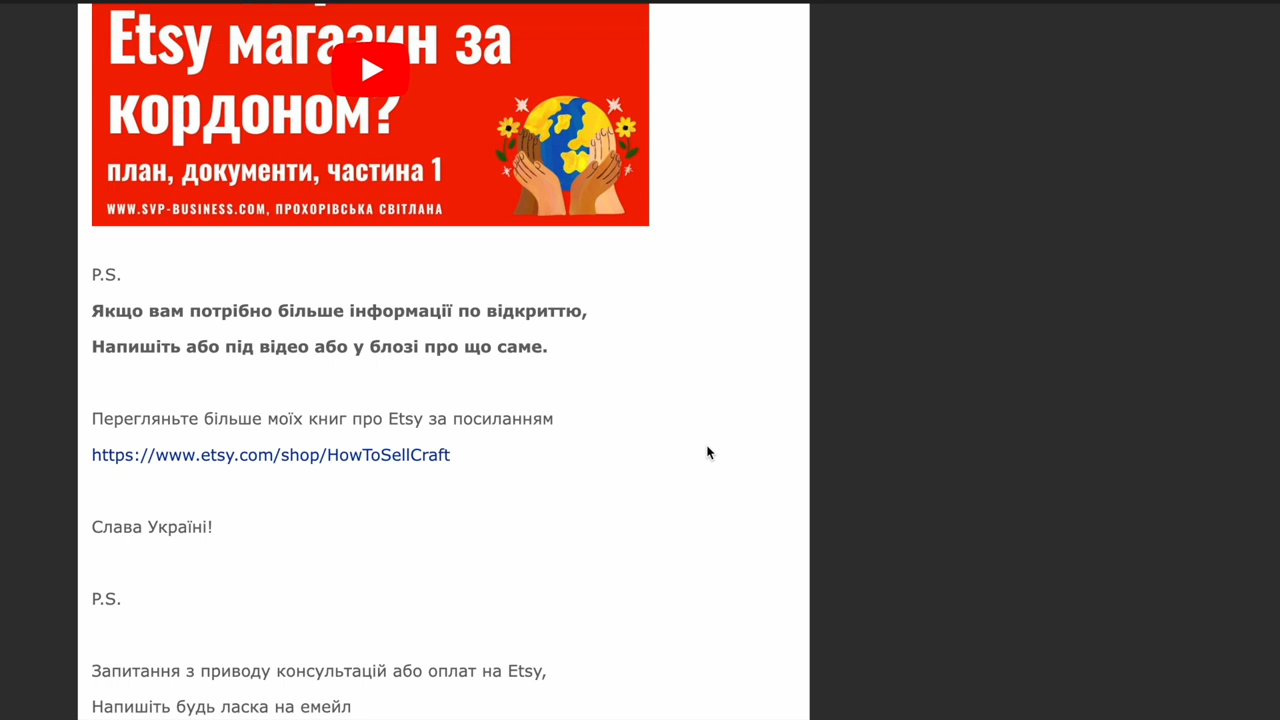 Etsy магазин за
кордоном?
план, документи, частина 1
WWW.SVP-BUSINESS.COM, ПРОХОРІВСЬКА СВІТЛАНА
P.S.
Якщо вам потрібно більше інформації по відкриттю,
Напишіть або під відео або у блозі про що саме.
Перегляньте більше моїх книг про Etsy за посиланням
https://www.etsy.com/shop/HowToSellCraft
Слава Україні!
P.S.
Запитання з приводу консультацій або оплат на Etsy,
Напишіть будь ласка на емейл